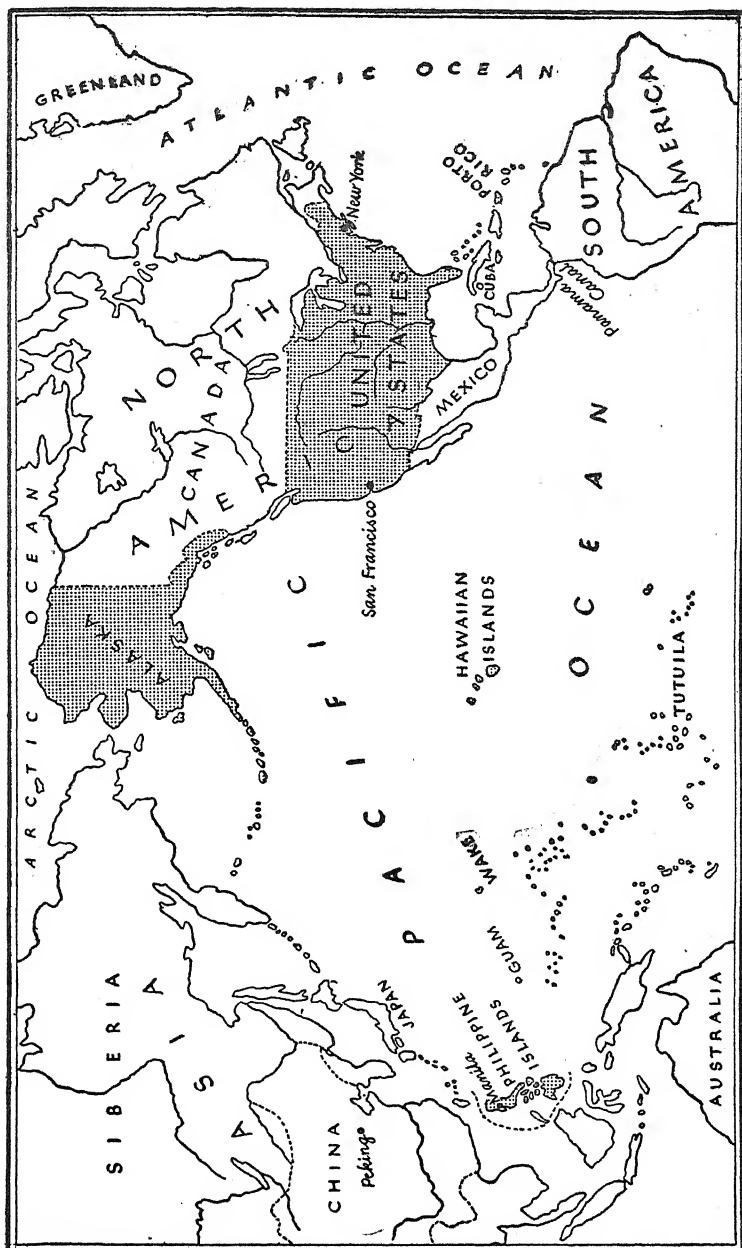 GREENLAND
ATLANTIC OCEAN
ARCTIC OCEAN
NORTH
AMERICA
CANADA
ALASKA
UNITED
STATES
New York
San Francisco
MEXICO
CUBA
PORTO
RICO
Panama
Canal
SOUTH
AMERICA
PACIFIC
OCEAN
HAWAIIAN
ISLANDS
TUTUILA
WAKE
GUAM
PHILIPPINE
ISLANDS
Manila
JAPAN
SIBERIA
ASIA
CHINA
Peking
AUSTRALIA